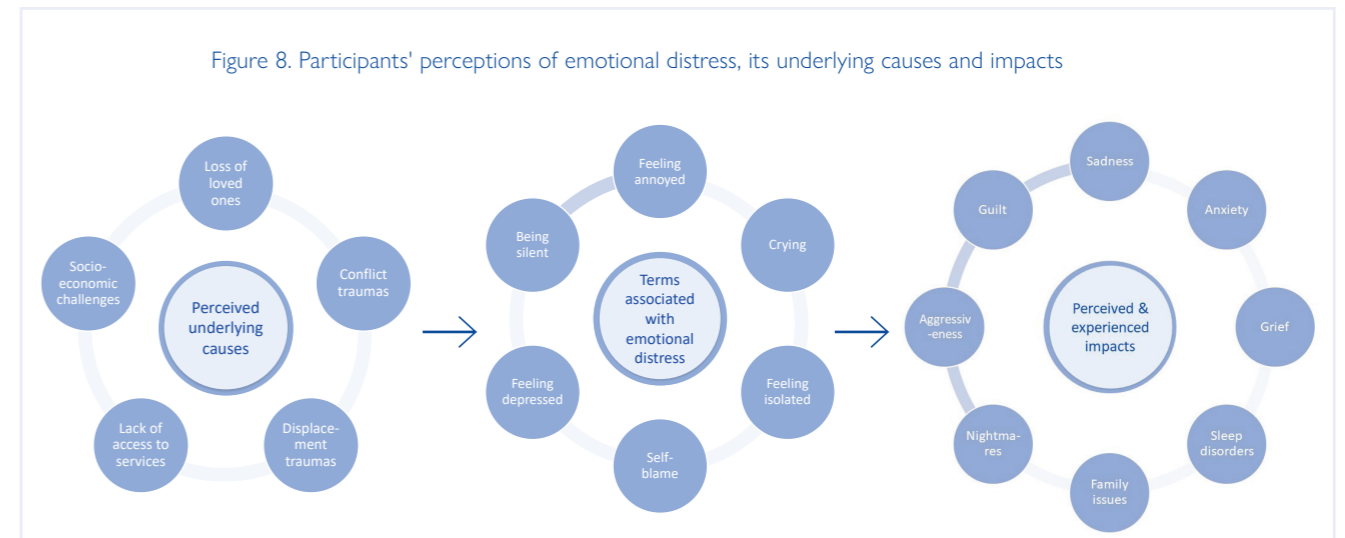 Figure 8. Participants' perceptions of emotional distress, its underlying causes and impacts
Loss of
loved
ones
Conflict
traumas
Displace-
ment
traumas
Lack of
access to
services
Socio-
economic
challenges
Perceived
underlying
causes
Feeling
annoyed
Crying
Feeling
isolated
Self-
blame
Feeling
depressed
Being
silent
Terms
associated
with
emotional
distress
Sadness
Anxiety
Grief
Sleep
disorders
Family
issues
Nightma-
res
Aggressiv
-eness
Guilt
Perceived &
experienced
impacts